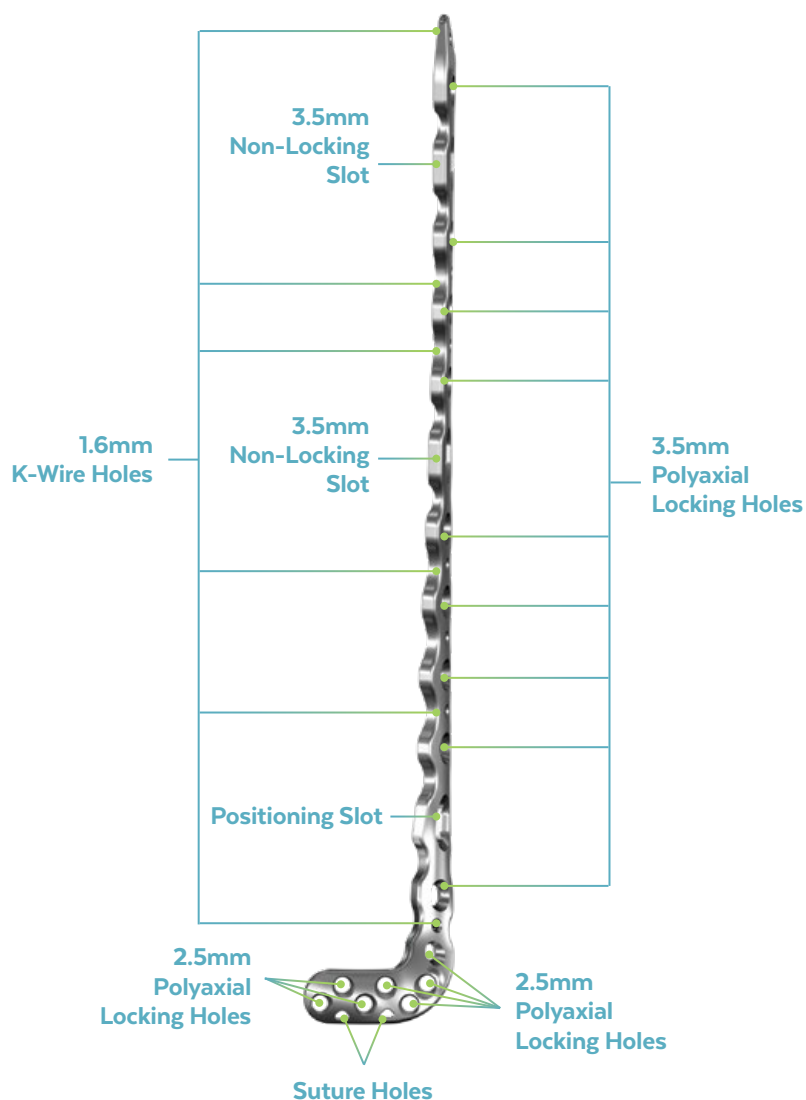 3.5mm
Non-Locking
Slot
1.6mm
K-Wire Holes
3.5mm
Non-Locking
Slot
3.5mm
Polyaxial
Locking Holes
Positioning Slot
2.5mm
Polyaxial
Locking Holes
2.5mm
Polyaxial
Locking Holes
Suture Holes